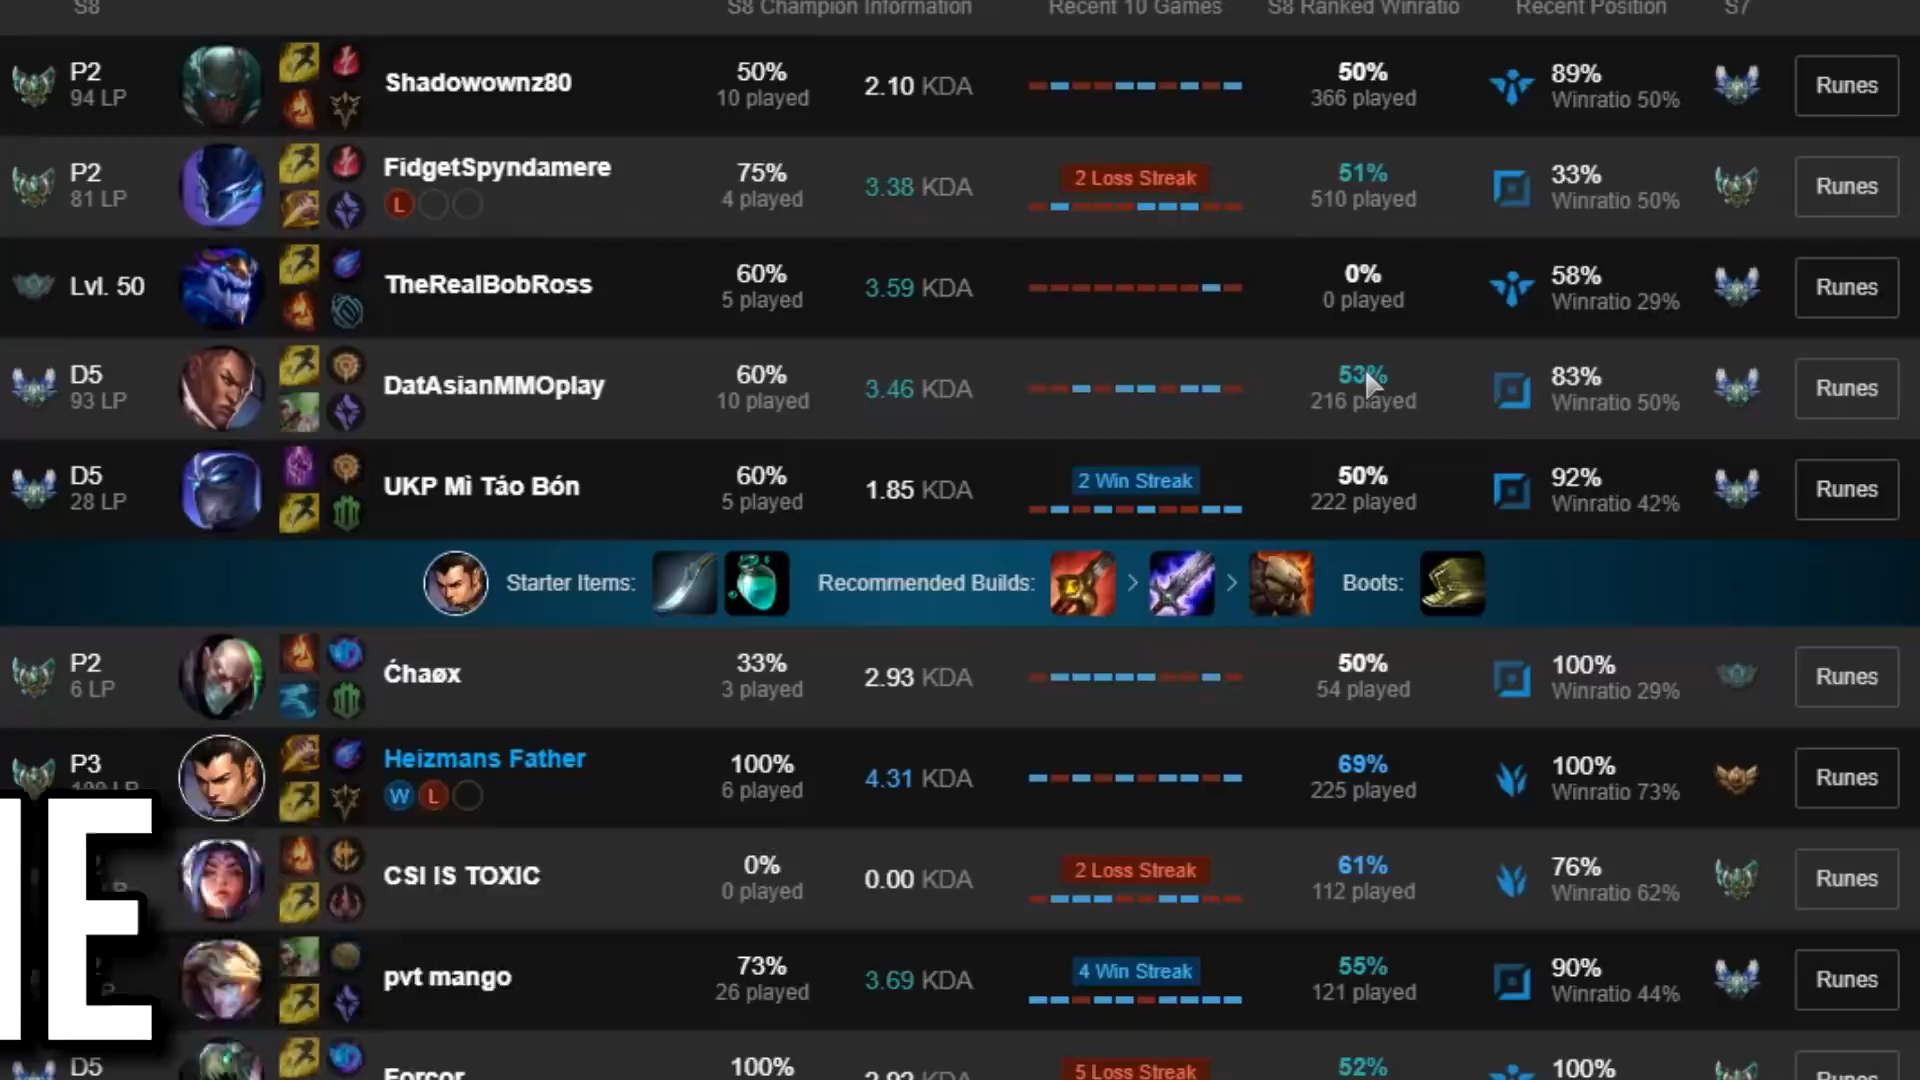 S8 S8 Champion Information Recent 10 Games S8 Ranked Winratio Recent Position S7
P2 Shadowownz80 50% 2.10 KDA 50% 89% Runes
94 LP 10 played 366 played Winratio 50%
P2 FidgetSpyndamere 75% 3.38 KDA 2 Loss Streak 51% 33% Runes
81 LP L 4 played 510 played Winratio 50%
Lvl. 50 TheRealBobRoss 60% 3.59 KDA 0% 58% Runes
5 played 0 played Winratio 29%
D5 DatAsianMMOplay 60% 3.46 KDA 53% 83% Runes
93 LP 10 played 216 played Winratio 50%
D5 UKP Mì Táo Bón 60% 1.85 KDA 2 Win Streak 50% 92% Runes
28 LP 5 played 222 played Winratio 42%
Starter Items: Recommended Builds: > > Boots:
P2 Ćhaøx 33% 2.93 KDA 50% 100% Runes
6 LP 3 played 54 played Winratio 29%
P3 Heizmans Father 100% 4.31 KDA 69% 100% Runes
W L 6 played 225 played Winratio 73%
CSI IS TOXIC 0% 0.00 KDA 2 Loss Streak 61% 76% Runes
0 played 112 played Winratio 62%
pvt mango 73% 3.69 KDA 4 Win Streak 55% 90% Runes
26 played 121 played Winratio 44%
E
D5 Forcor 100% KDA 5 Loss Streak 52% 100% Runes